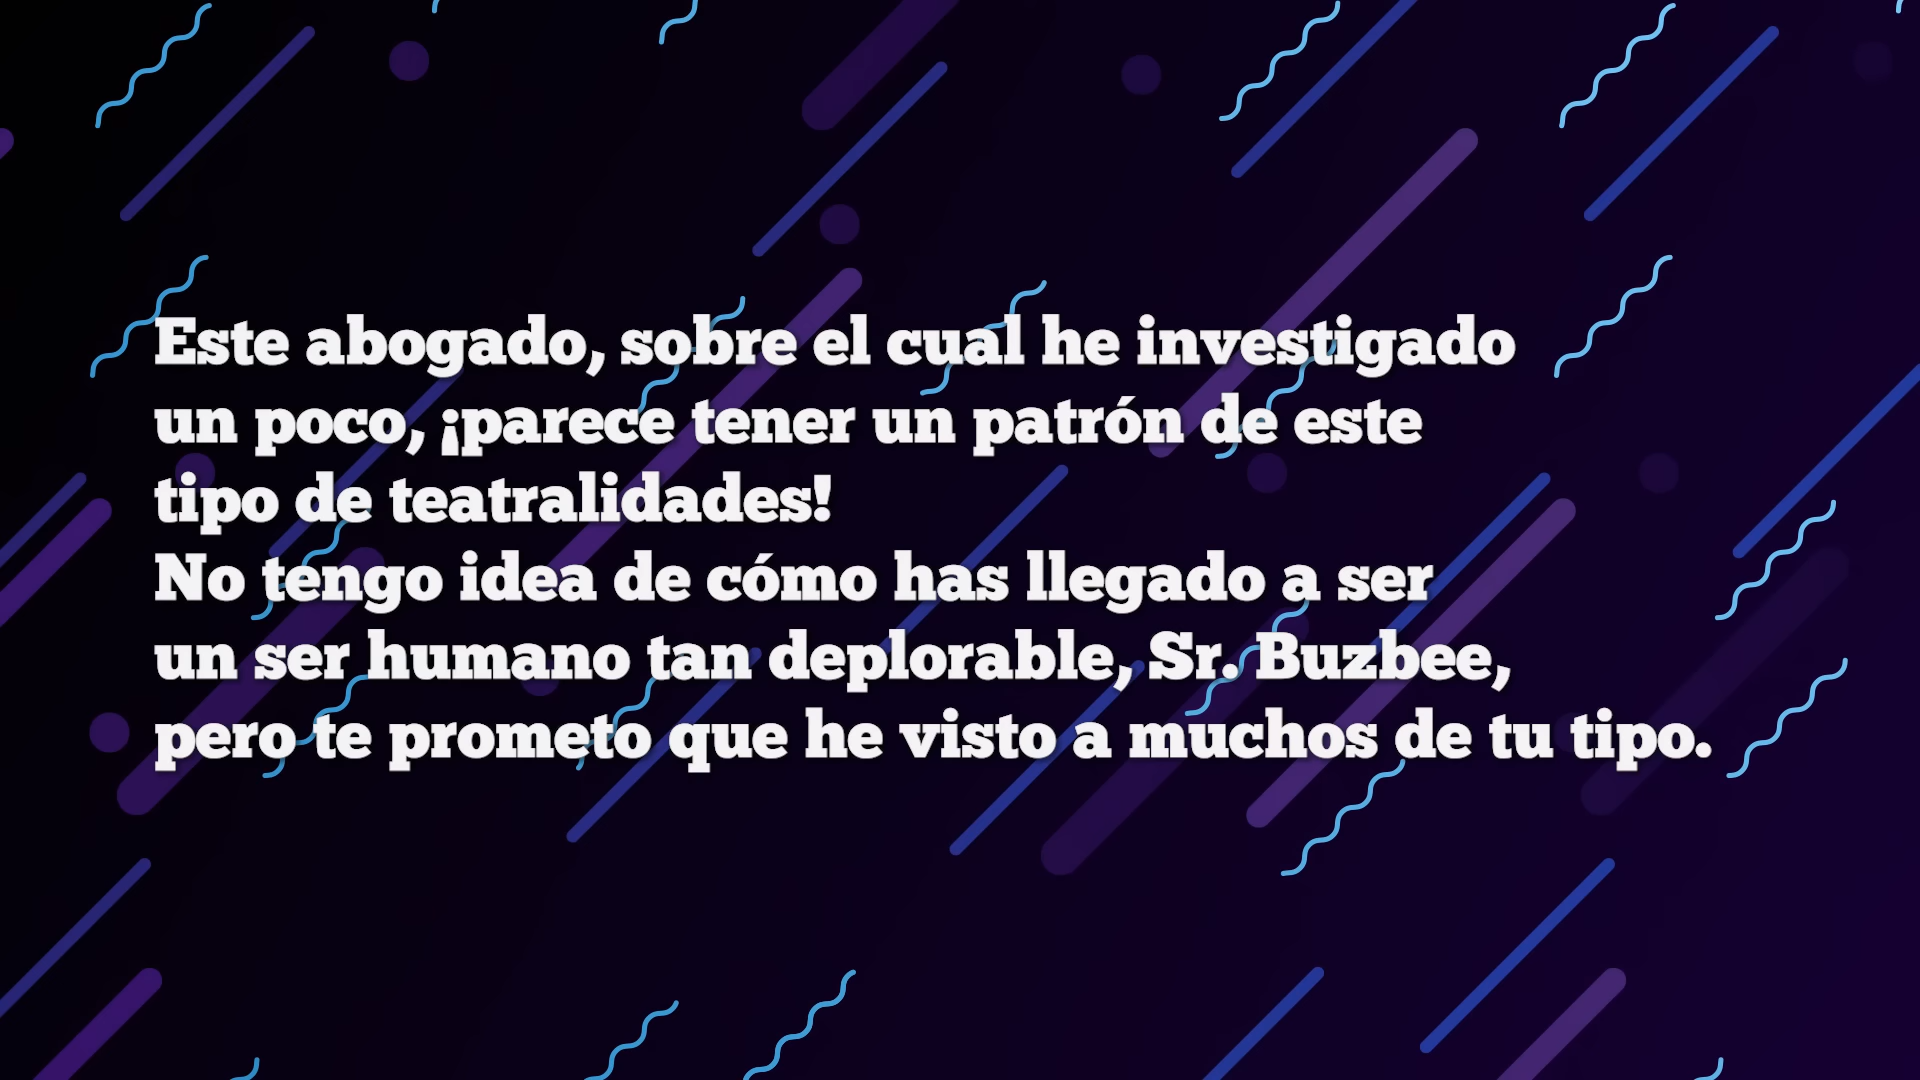 Este abogado, sobre el cual he investigado
un poco, ¡parece tener un patrón de este
tipo de teatralidades!
No tengo idea de cómo has llegado a ser
un ser humano tan deplorable, Sr. Buzbee,
pero te prometo que he visto a muchos de tu tipo.